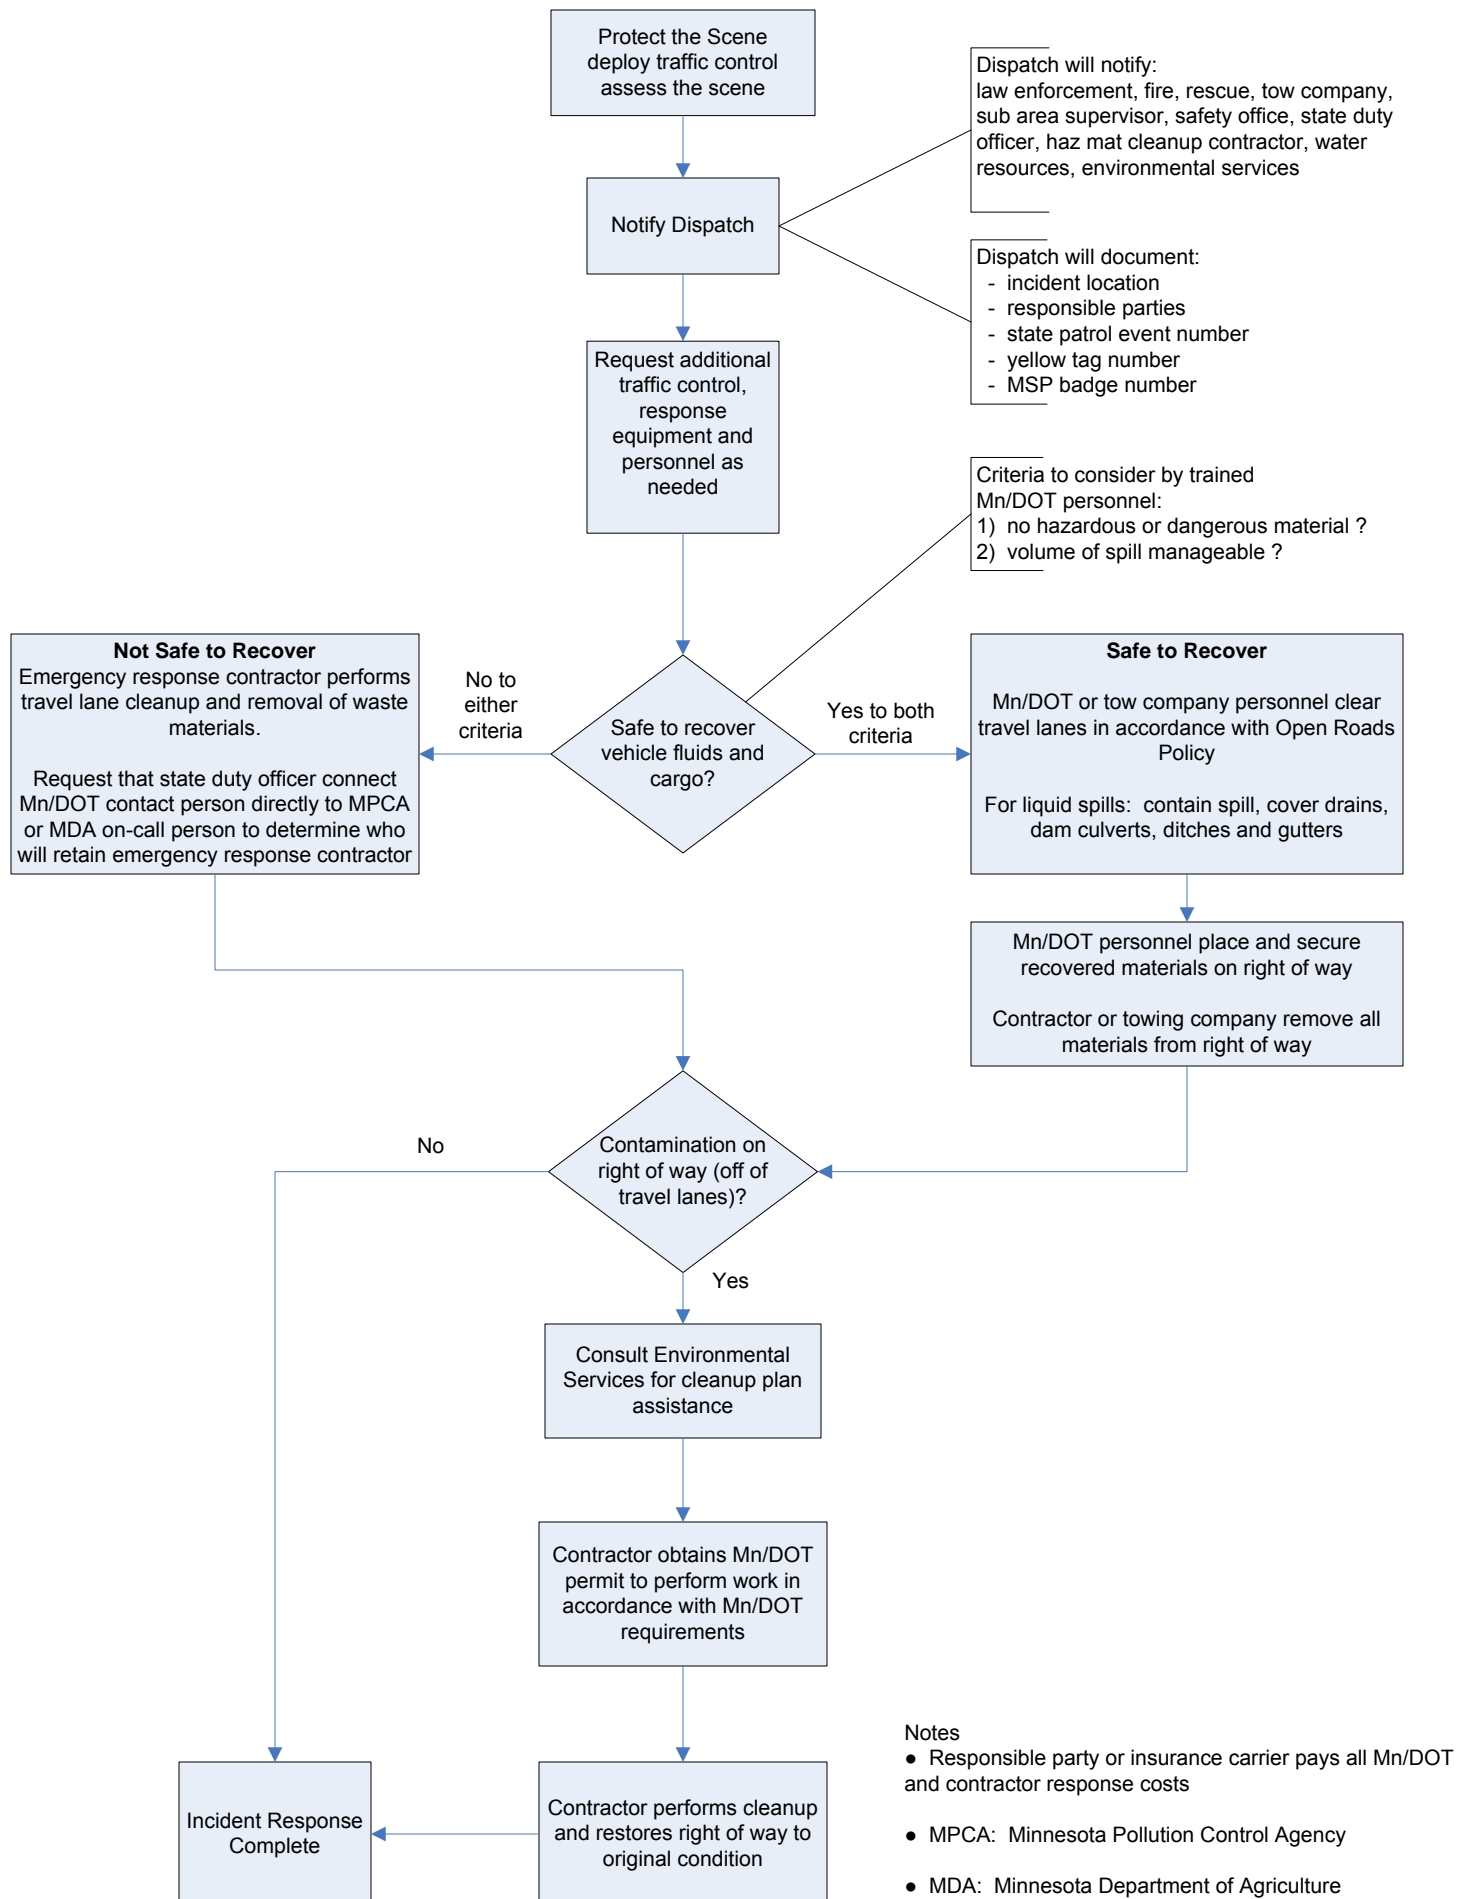 Protect the Scene
deploy traffic control
assess the scene
Dispatch will notify:
law enforcement, fire, rescue, tow company,
sub area supervisor, safety office, state duty
officer, haz mat cleanup contractor, water
resources, environmental services
Notify Dispatch
Dispatch will document:
- incident location
- responsible parties
- state patrol event number
- yellow tag number
- MSP badge number
Request additional
traffic control,
response
equipment and
personnel as
needed
Criteria to consider by trained
Mn/DOT personnel:
1) no hazardous or dangerous material ?
2) volume of spill manageable ?
Not Safe to Recover
Emergency response contractor performs
travel lane cleanup and removal of waste
materials.
Request that state duty officer connect
Mn/DOT contact person directly to MPCA
or MDA on-call person to determine who
will retain emergency response contractor
No to
either
criteria
Safe to recover
vehicle fluids and
cargo?
Yes to both
criteria
Safe to Recover
Mn/DOT or tow company personnel clear
travel lanes in accordance with Open Roads
Policy
For liquid spills: contain spill, cover drains,
dam culverts, ditches and gutters
Mn/DOT personnel place and secure
recovered materials on right of way
Contractor or towing company remove all
materials from right of way
Contamination on
right of way (off of
travel lanes)?
No
Yes
Consult Environmental
Services for cleanup plan
assistance
Contractor obtains Mn/DOT
permit to perform work in
accordance with Mn/DOT
requirements
Contractor performs cleanup
and restores right of way to
original condition
Incident Response
Complete
Notes
● Responsible party or insurance carrier pays all Mn/DOT
and contractor response costs
● MPCA: Minnesota Pollution Control Agency
● MDA: Minnesota Department of Agriculture